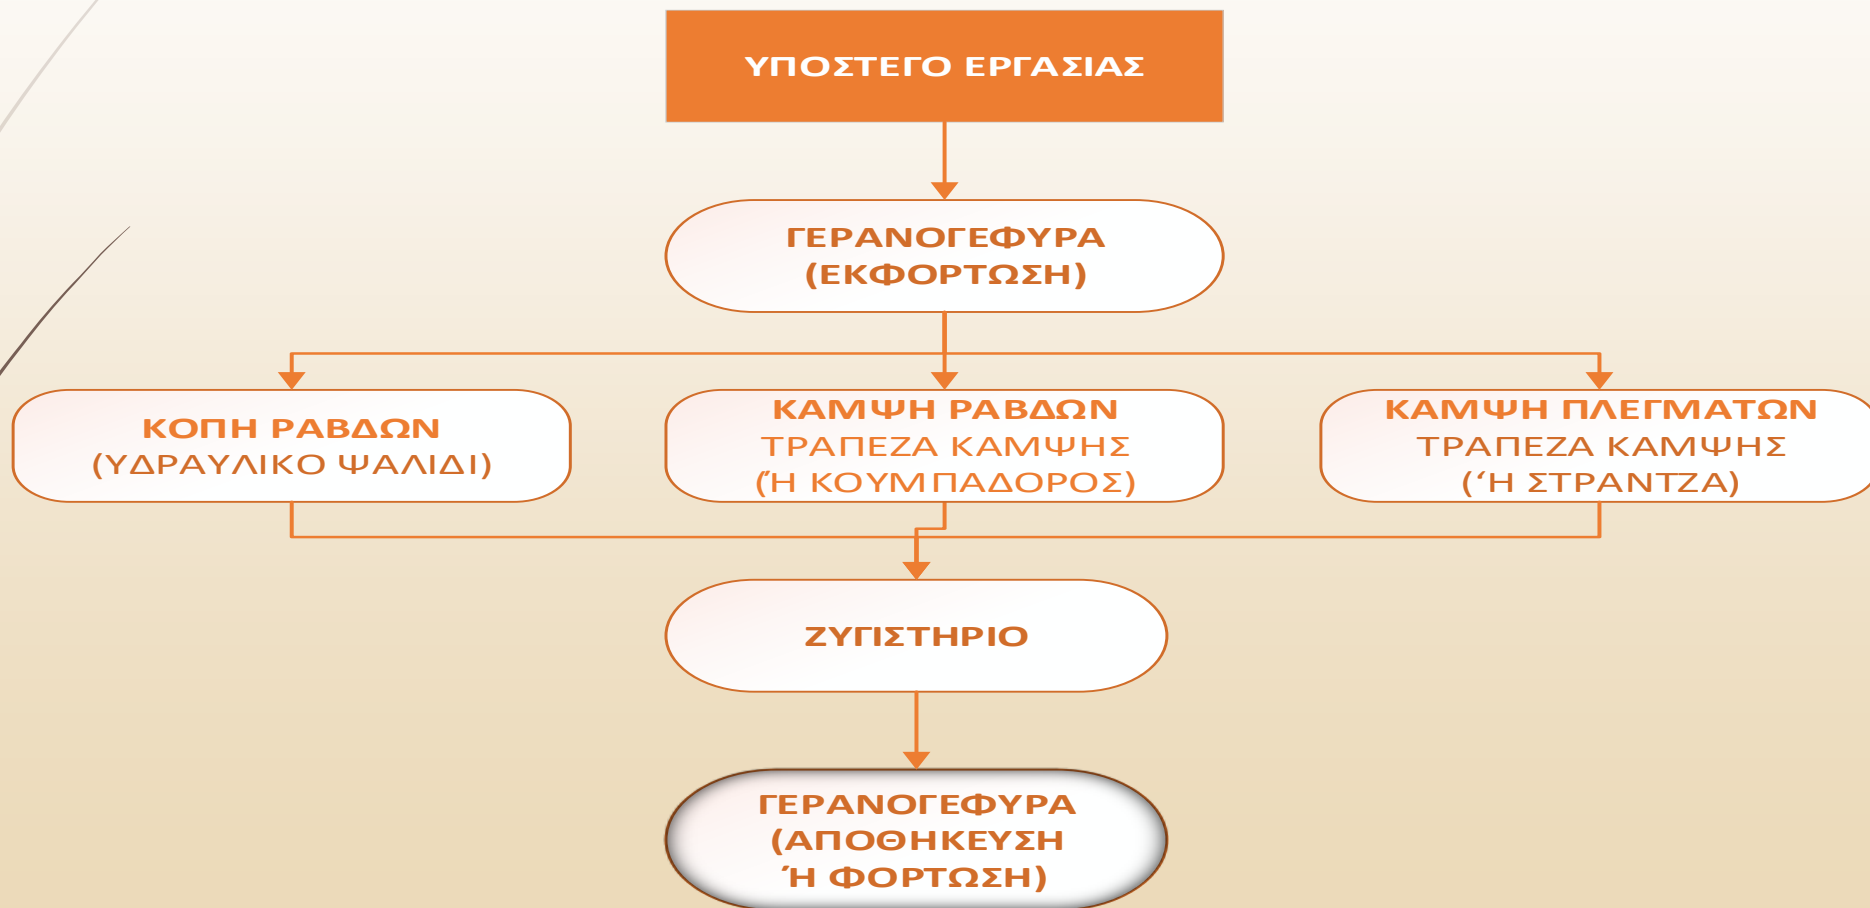 ΥΠΟΣΤΕΓΟ ΕΡΓΑΣΙΑΣ
ΓΕΡΑΝΟΓΕΦΥΡΑ
(ΕΚΦΟΡΤΩΣΗ)
ΚΟΠΗ ΡΑΒΔΩΝ
(ΥΔΡΑΥΛΙΚΟ ΨΑΛΙΔΙ)
ΚΑΜΨΗ ΡΑΒΔΩΝ
ΤΡΑΠΕΖΑ ΚΑΜΨΗΣ
(Ή ΚΟΥΜΠΑΔΟΡΟΣ)
ΚΑΜΨΗ ΠΛΕΓΜΑΤΩΝ
ΤΡΑΠΕΖΑ ΚΑΜΨΗΣ
(‘Η ΣΤΡΑΝΤΖΑ)
ΖΥΓΙΣΤΗΡΙΟ
ΓΕΡΑΝΟΓΕΦΥΡΑ
(ΑΠΟΘΗΚΕΥΣΗ
Ή ΦΟΡΤΩΣΗ)